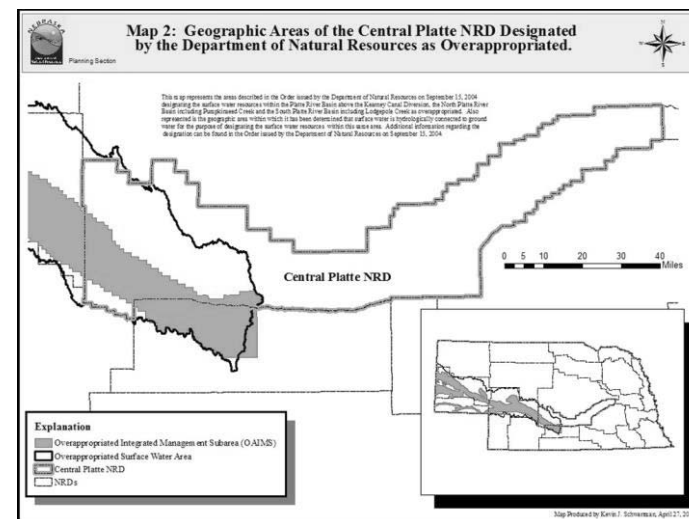 NEBRASKA
Planning Section
Map 2: Geographic Areas of the Central Platte NRD Designated
by the Department of Natural Resources as Overappropriated.
This map represents the areas described in the Order issued by the Department of Natural Resources on September 15, 2004
designating the surface water resources within the Platte River Basin above the Kearney Canal Diversion, the North Platte River
Basin including Pumpkinseed Creek and the South Platte River Basin including Lodgepole Creek as overappropriated. Also
represented is the geographic area within which it has been determined that surface water is hydrologically connected to ground
water for the purpose of designating the surface water resources within this same area. Additional information regarding the
designation can be found in the Order issued by the Department of Natural Resources on September 15, 2004.
Central Platte NRD
0 5 10 20 30 40
Miles
Explanation
Overappropriated Integrated Management Subarea (OAIMS)
Overappropriated Surface Water Area
Central Platte NRD
NRDs
Map Produced by Kevin J. Schwartman, April 27, 20